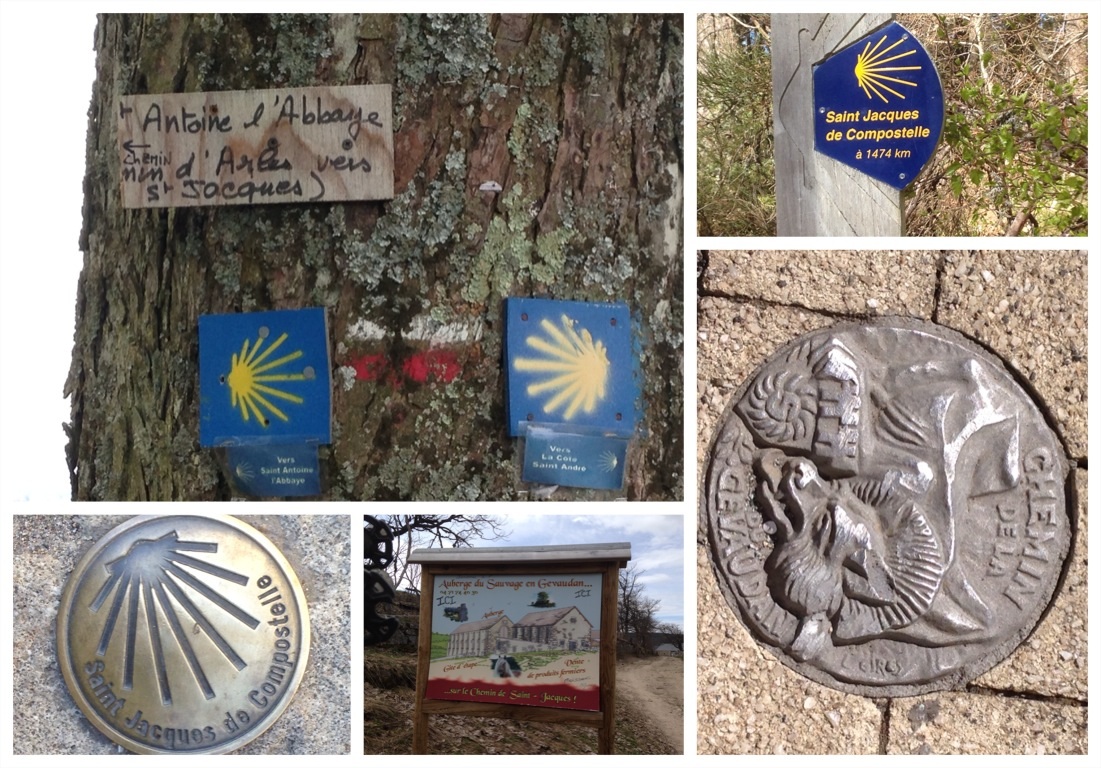 Antoine l'Abbaye
Chemin d'Arles vers
St Jacques)
Vers
Saint Antoine
l'Abbaye
Vers
La Côte
Saint André
Saint Jacques
de Compostelle
à 1474 km
Saint Jacques de Compostelle
Auberge du Sauvage en Gevaudan...
ICI
ICI
Auberge
Gîte d'étape
Vente
de produits fermiers
...sur le Chemin de Saint - Jacques !
CHEMIN
DE LA
GEVAUDAN